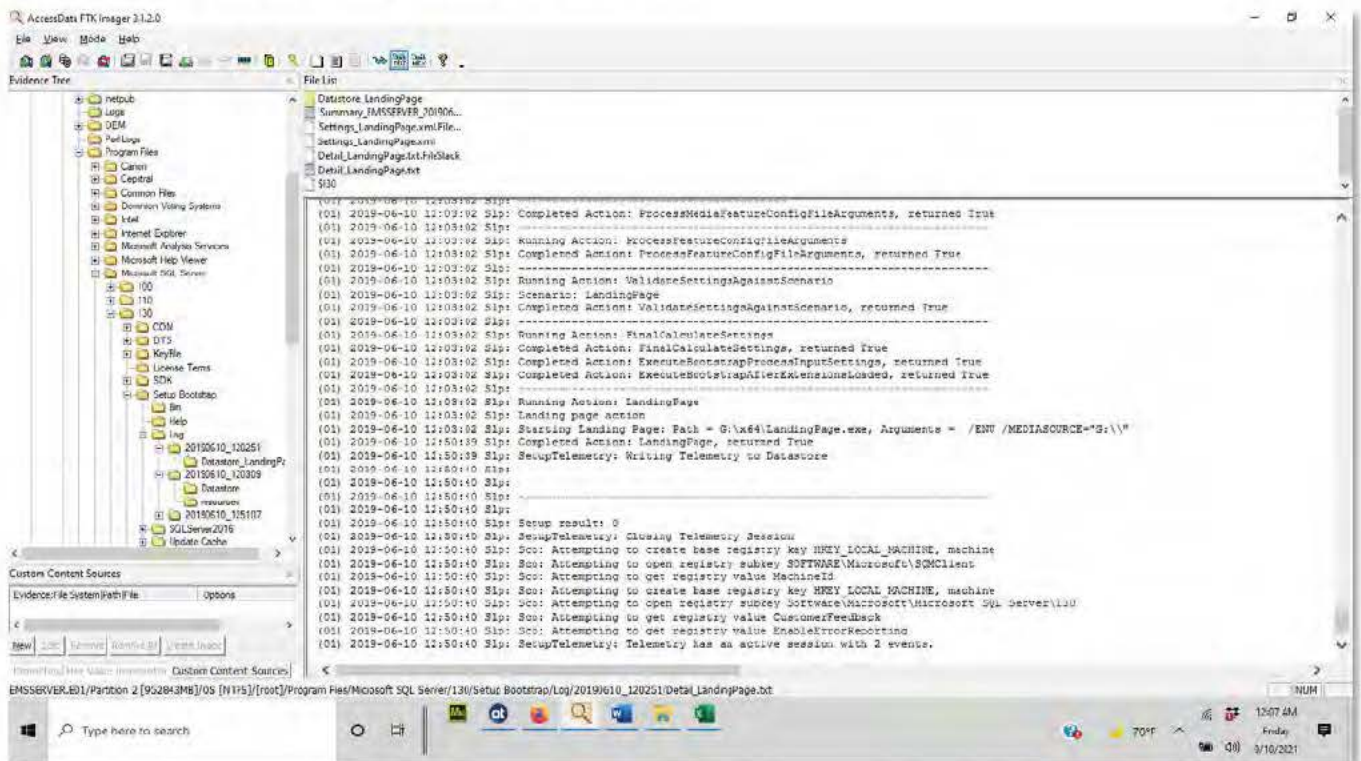 AccessData FTK Imager 3.1.2.0
File View Mode Help
Evidence Tree
netpub
Logs
DEM
PerfLogs
Program Files
Canon
Cepstral
Common Files
Dominion Voting Systems
Intel
Internet Explorer
Microsoft Analysis Services
Microsoft Help Viewer
Microsoft SQL Server
100
110
130
COM
DTS
KeyFile
License Terms
SDK
Setup Bootstrap
Bin
Help
Log
20190610_120251
Datastore_LandingPa
20190610_120309
Datastore
resources
20190610_125107
SQLServer2016
Update Cache
Custom Content Sources
Evidence:File System|Path|File Options
New Edit Remove Remove All Create Image
Custom Content Sources
File List
Datastore_LandingPage
Summary_EMSSERVER_201906...
Settings_LandingPage.xml.File...
Settings_LandingPage.xml
Detail_LandingPage.txt.FileSlack
Detail_LandingPage.txt
$I30
(01) 2019-06-10 12:03:02 Slp: ----------------------------------------------------------------------
(01) 2019-06-10 12:03:02 Slp: Completed Action: ProcessMediaFeatureConfigFileArguments, returned True
(01) 2019-06-10 12:03:02 Slp: ----------------------------------------------------------------------
(01) 2019-06-10 12:03:02 Slp: Running Action: ProcessFeatureConfigFileArguments
(01) 2019-06-10 12:03:02 Slp: Completed Action: ProcessFeatureConfigFileArguments, returned True
(01) 2019-06-10 12:03:02 Slp: ----------------------------------------------------------------------
(01) 2019-06-10 12:03:02 Slp: Running Action: ValidateSettingsAgainstScenario
(01) 2019-06-10 12:03:02 Slp: Scenario: LandingPage
(01) 2019-06-10 12:03:02 Slp: Completed Action: ValidateSettingsAgainstScenario, returned True
(01) 2019-06-10 12:03:02 Slp: ----------------------------------------------------------------------
(01) 2019-06-10 12:03:02 Slp: Running Action: FinalCalculateSettings
(01) 2019-06-10 12:03:02 Slp: Completed Action: FinalCalculateSettings, returned True
(01) 2019-06-10 12:03:02 Slp: Completed Action: ExecuteBootstrapProcessInputSettings, returned True
(01) 2019-06-10 12:03:02 Slp: Completed Action: ExecuteBootstrapAfterExtensionsLoaded, returned True
(01) 2019-06-10 12:03:02 Slp: ----------------------------------------------------------------------
(01) 2019-06-10 12:03:02 Slp: Running Action: LandingPage
(01) 2019-06-10 12:03:02 Slp: Landing page action
(01) 2019-06-10 12:03:02 Slp: Starting Landing Page: Path = G:\x64\LandingPage.exe, Arguments = /ENU /MEDIASOURCE="G:\\"
(01) 2019-06-10 12:50:39 Slp: Completed Action: LandingPage, returned True
(01) 2019-06-10 12:50:39 Slp: SetupTelemetry: Writing Telemetry to Datastore
(01) 2019-06-10 12:50:40 Slp:
(01) 2019-06-10 12:50:40 Slp:
(01) 2019-06-10 12:50:40 Slp: ----------------------------------------------------------------------
(01) 2019-06-10 12:50:40 Slp:
(01) 2019-06-10 12:50:40 Slp: Setup result: 0
(01) 2019-06-10 12:50:40 Slp: SetupTelemetry: Closing Telemetry Session
(01) 2019-06-10 12:50:40 Slp: Sco: Attempting to create base registry key HKEY_LOCAL_MACHINE, machine
(01) 2019-06-10 12:50:40 Slp: Sco: Attempting to open registry subkey SOFTWARE\Microsoft\SQMClient
(01) 2019-06-10 12:50:40 Slp: Sco: Attempting to get registry value MachineId
(01) 2019-06-10 12:50:40 Slp: Sco: Attempting to create base registry key HKEY_LOCAL_MACHINE, machine
(01) 2019-06-10 12:50:40 Slp: Sco: Attempting to open registry subkey Software\Microsoft\Microsoft SQL Server\130
(01) 2019-06-10 12:50:40 Slp: Sco: Attempting to get registry value CustomerFeedback
(01) 2019-06-10 12:50:40 Slp: Sco: Attempting to get registry value EnableErrorReporting
(01) 2019-06-10 12:50:40 Slp: SetupTelemetry: Telemetry has an active session with 2 events.
EMSSERVER.E01/Partition 2 [952843MB]/OS [NTFS]/[root]/Program Files/Microsoft SQL Server/130/Setup Bootstrap/Log/20190610_120251/Detail_LandingPage.txt
NUM
Type here to search
70°F
12:07 AM
Friday
9/10/2021